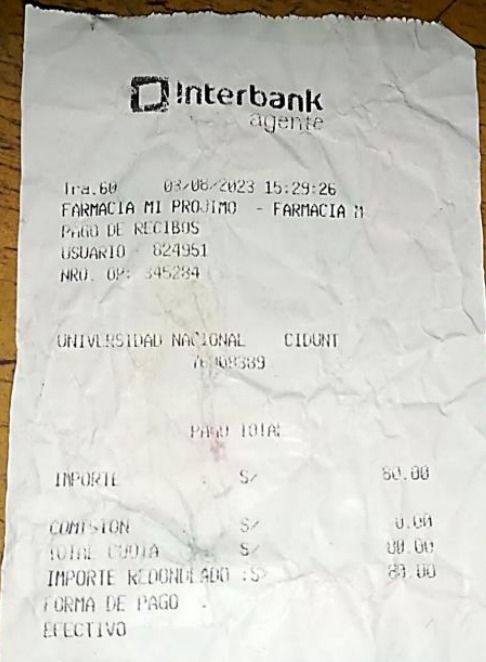 Interbank
agente
Tra.60 03/08/2023 15:29:26
FARMACIA MI PROJIMO - FARMACIA M
PAGO DE RECIBOS
USUARIO 824951
NRO. OP: 345284
UNIVERSIDAD NACIONAL CIDUNT
PAGO TOTAL
IMPORTE S/ 80.00
COMISION S/ 0.00
TOTAL CUOTA S/ 80.00
IMPORTE REDONDEADO :S/ 80.00
FORMA DE PAGO
EFECTIVO